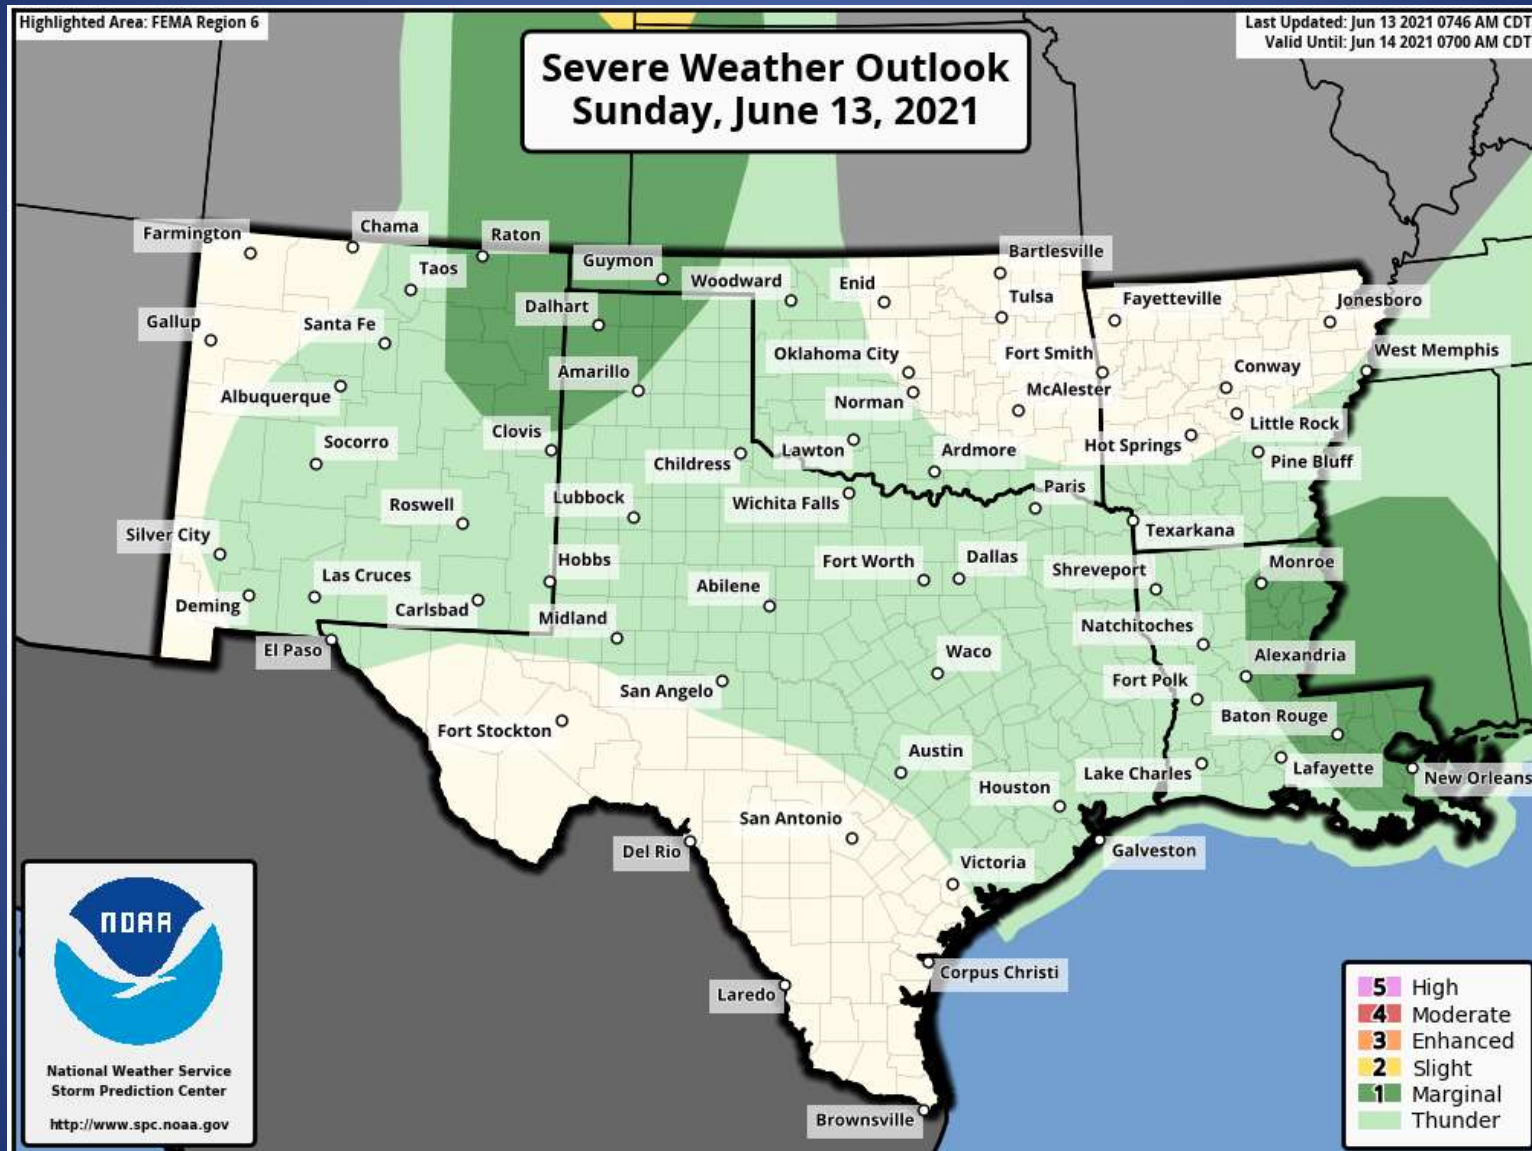 Highlighted Area: FEMA Region 6
Last Updated: Jun 13 2021 0746 AM CDT
Valid Until: Jun 14 2021 0700 AM CDT
Severe Weather Outlook
Sunday, June 13, 2021
Farmington
Chama
Raton
Taos
Guymon
Woodward
Enid
Bartlesville
Tulsa
Fayetteville
Jonesboro
Gallup
Santa Fe
Dalhart
Oklahoma City
Fort Smith
West Memphis
Conway
Amarillo
Albuquerque
Norman
McAlester
Little Rock
Clovis
Socorro
Childress
Lawton
Ardmore
Hot Springs
Pine Bluff
Roswell
Lubbock
Wichita Falls
Paris
Texarkana
Silver City
Hobbs
Fort Worth
Dallas
Shreveport
Monroe
Las Cruces
Abilene
Deming
Carlsbad
Midland
Natchitoches
El Paso
Waco
Alexandria
San Angelo
Fort Polk
Fort Stockton
Baton Rouge
Austin
Lake Charles
Lafayette
New Orleans
Houston
San Antonio
Del Rio
Victoria
Galveston
Corpus Christi
Laredo
Brownsville
NOAA
National Weather Service
Storm Prediction Center
http://www.spc.noaa.gov
5 High
4 Moderate
3 Enhanced
2 Slight
1 Marginal
Thunder